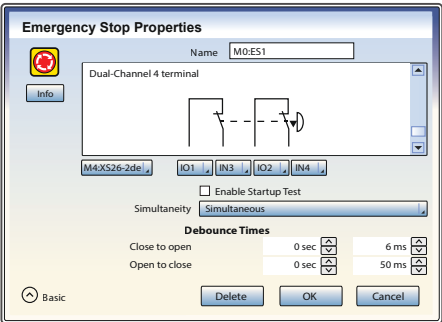 Emergency Stop Properties
Name M0:ES1
Info
Dual-Channel 4 terminal
M4:XS26-2de IO1 IN3 IO2 IN4
Enable Startup Test
Simultaneity Simultaneous
Debounce Times
Close to open 0 sec 6 ms
Open to close 0 sec 50 ms
Basic Delete OK Cancel